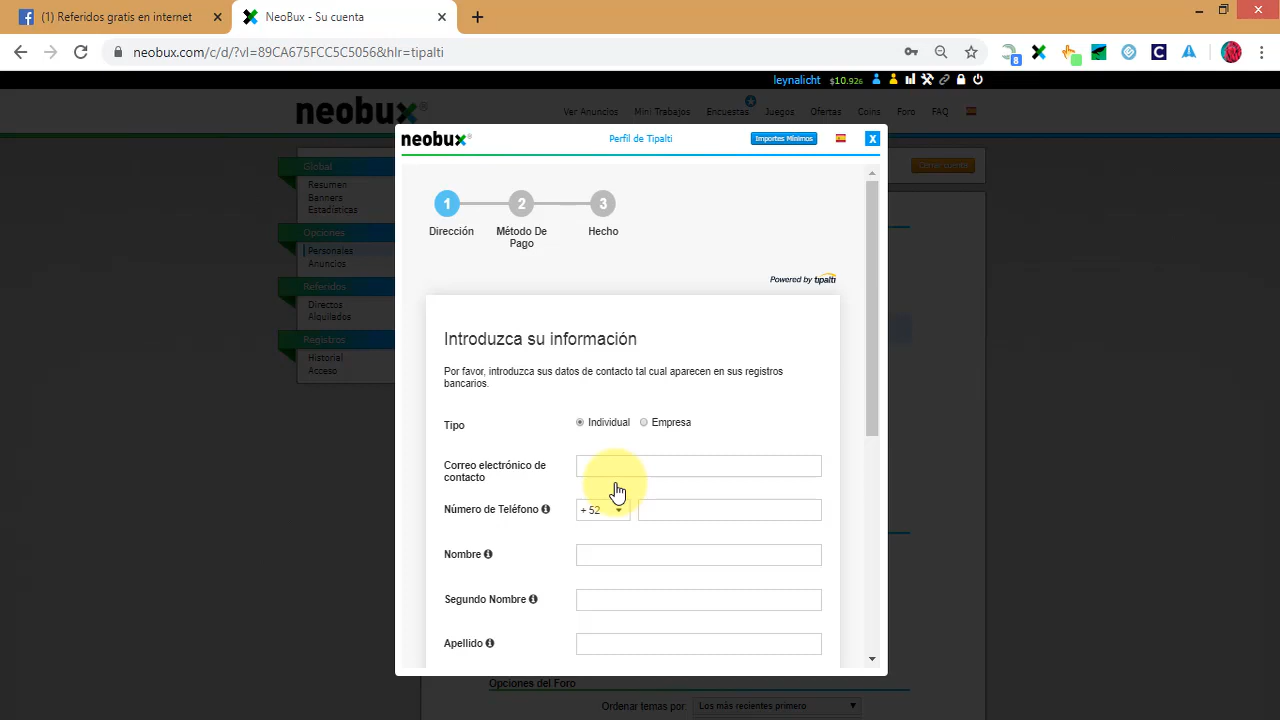 (1) Referidos gratis en internet
NeoBux - Su cuenta
neobux.com/c/d/?vl=89CA675FCC5C5056&hlr=tipalti
8
leynalicht $10.926
neobux®
Ver Anuncios Mini Trabajos Encuestas Juegos Ofertas Coins Foro FAQ
neobux®
Perfil de Tipalti
Importes Mínimos
X
Global
Resumen
Banners
Estadísticas
Opciones
Personales
Anuncios
Referidos
Directos
Alquilados
Registros
Historial
Acceso
Cerrar cuenta
1 2 3
Dirección Método De Hecho
Pago
Powered by tipalti
Introduzca su información
Por favor, introduzca sus datos de contacto tal cual aparecen en sus registros
bancarios.
Tipo Individual Empresa
Correo electrónico de
contacto
Número de Teléfono + 52
Nombre
Segundo Nombre
Apellido
Opciones del Foro
Ordenar temas por: Los más recientes primero